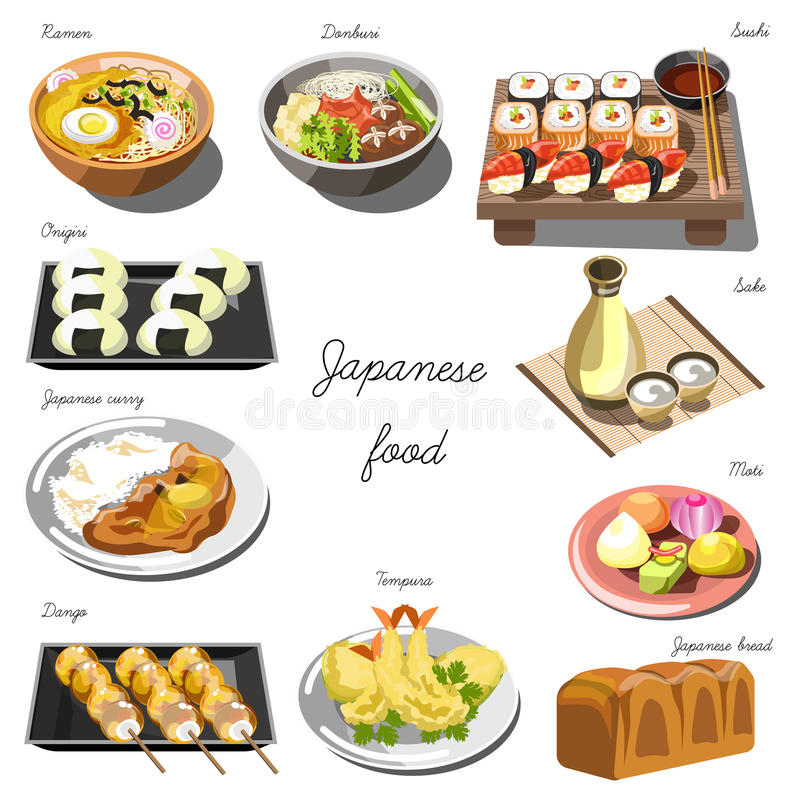 Ramen
Donburi
Sushi
Onigiri
Sake
Japanese
food
Japanese curry
Moti
Tempura
Dango
Japanese bread
dreamstime